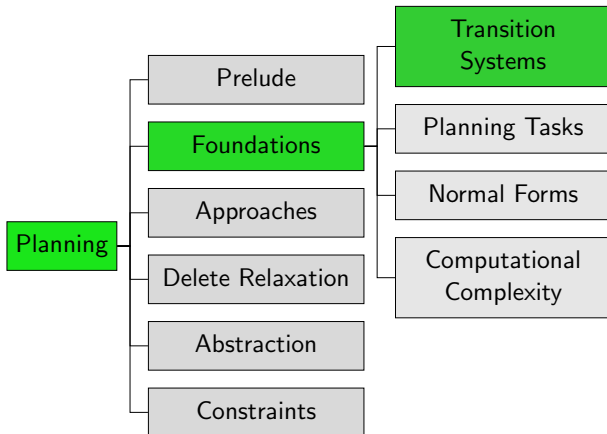 Planning
Prelude
Foundations
Approaches
Delete Relaxation
Abstraction
Constraints
Transition
Systems
Planning Tasks
Normal Forms
Computational
Complexity